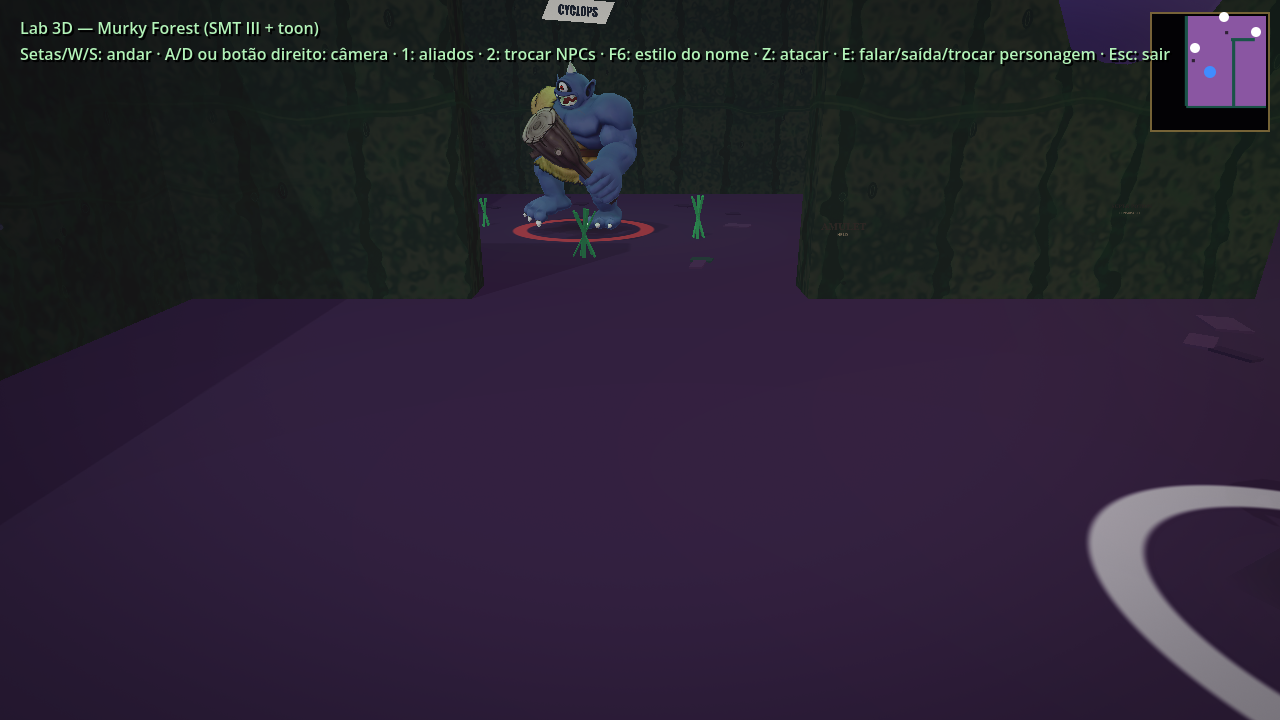 CYCLOPS
Lab 3D — Murky Forest (SMT III + toon)
Setas/W/S: andar · A/D ou botão direito: câmera · 1: aliados · 2: trocar NPCs · F6: estilo do nome · Z: atacar · E: falar/saída/trocar personagem · Esc: sair